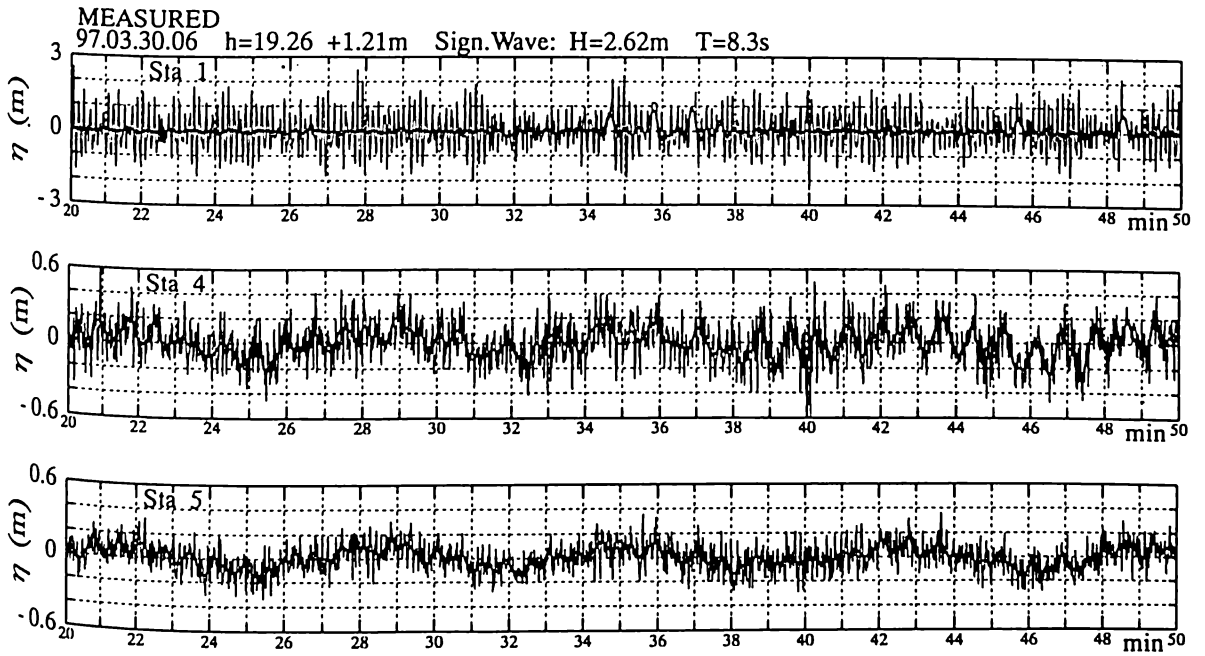 MEASURED
97.03.30.06 h=19.26 +1.21m Sign.Wave: H=2.62m T=8.3s
3
Sta 1
η (m)
0
-3
20 22 24 26 28 30 32 34 36 38 40 42 44 46 48 min 50
0.6
Sta 4
η (m)
0
-0.6
20 22 24 26 28 30 32 34 36 38 40 42 44 46 48 min 50
0.6
Sta 5
η (m)
0
-0.6
20 22 24 26 28 30 32 34 36 38 40 42 44 46 48 min 50